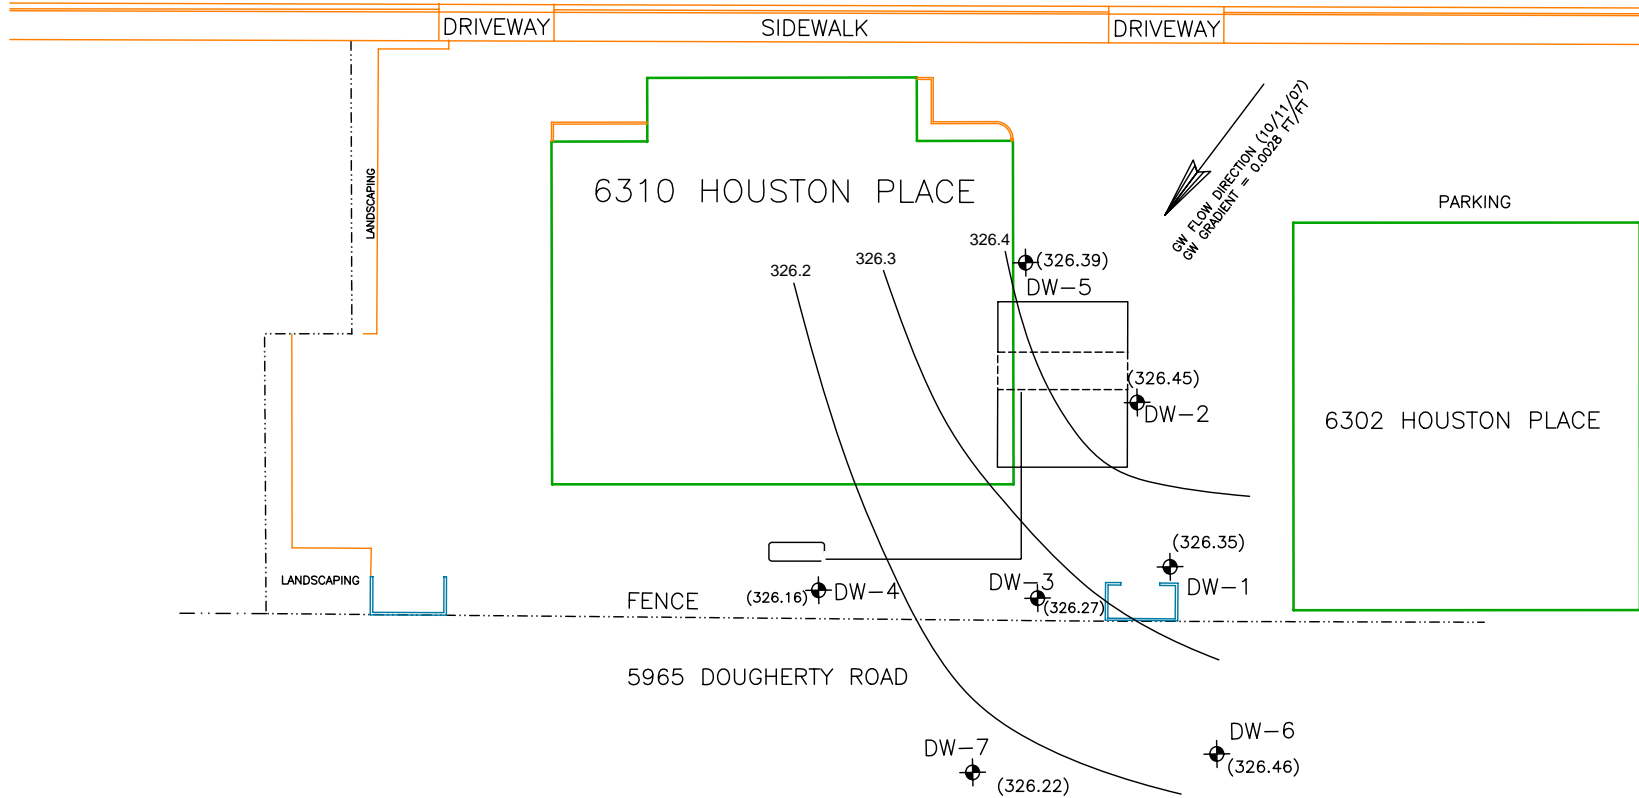 DRIVEWAY
SIDEWALK
DRIVEWAY
GW FLOW DIRECTION (10/11/07)
GW GRADIENT = 0.0028 FT/FT
LANDSCAPING
6310 HOUSTON PLACE
PARKING
326.4
326.3
326.2
(326.39)
DW-5
(326.45)
DW-2
6302 HOUSTON PLACE
(326.35)
DW-1
DW-3
(326.27)
LANDSCAPING
FENCE
(326.16)
DW-4
5965 DOUGHERTY ROAD
DW-6
(326.46)
DW-7
(326.22)